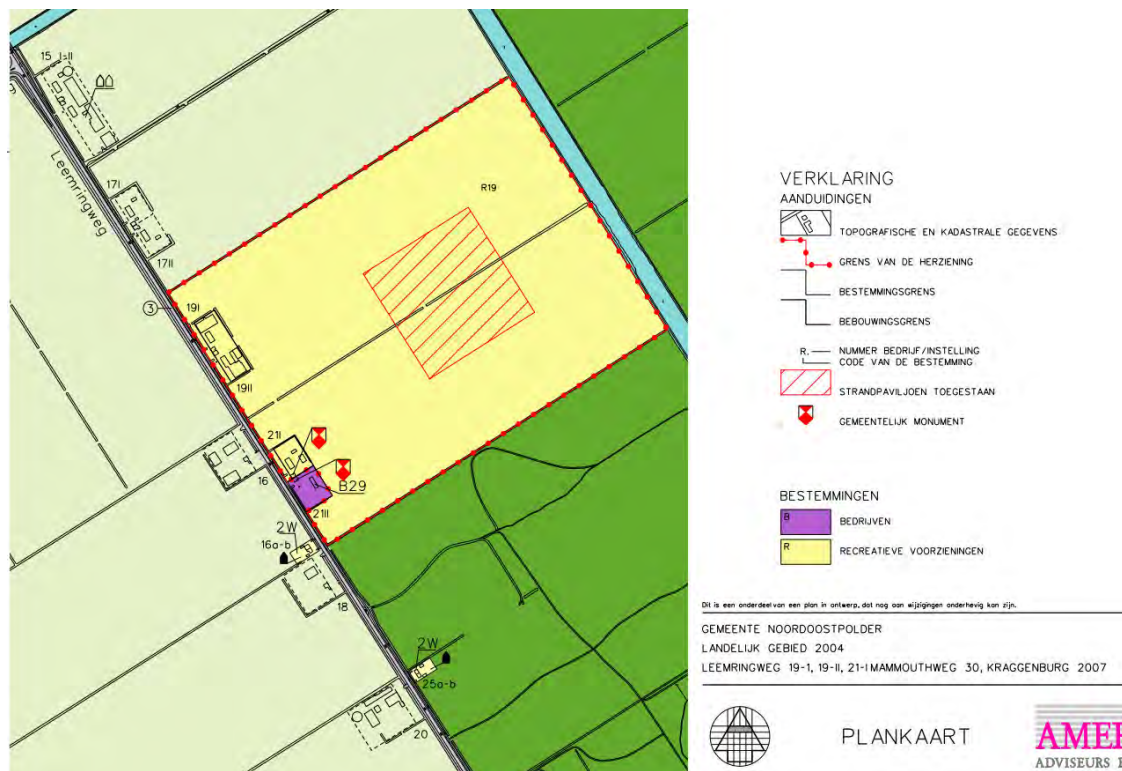 15 I-II
Leemringweg
17I
17II
R19
3
19I
19II
21I
16
B29
21II
2W
16a-b
18
2W
25a-b
20
VERKLARING
AANDUIDINGEN
TOPOGRAFISCHE EN KADASTRALE GEGEVENS
GRENS VAN DE HERZIENING
BESTEMMINGSGRENS
BEBOUWINGSGRENS
R. NUMMER BEDRIJF/INSTELLING
CODE VAN DE BESTEMMING
STRANDPAVILJOEN TOEGESTAAN
GEMEENTELIJK MONUMENT
BESTEMMINGEN
B BEDRIJVEN
R RECREATIEVE VOORZIENINGEN
Dit is een onderdeel van een plan in ontwerp, dat nog aan wijzigingen onderhevig kan zijn.
GEMEENTE NOORDOOSTPOLDER
LANDELIJK GEBIED 2004
LEEMRINGWEG 19-1, 19-II, 21-I MAMMOUTHWEG 30, KRAGGENBURG 2007
PLANKAART
ADVISEURS